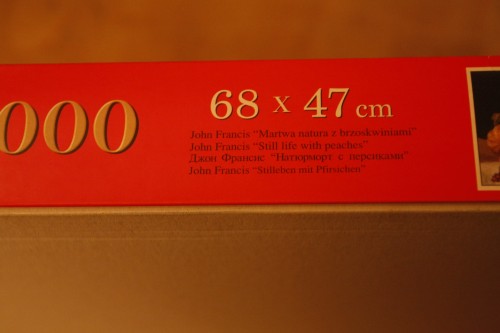 000
68 x 47 cm
John Francis "Martwa natura z brzoskwiniami"
John Francis "Still life with peaches"
Джон Франсис "Натюрморт с персиками"
John Francis "Stilleben mit Pfirsichen"